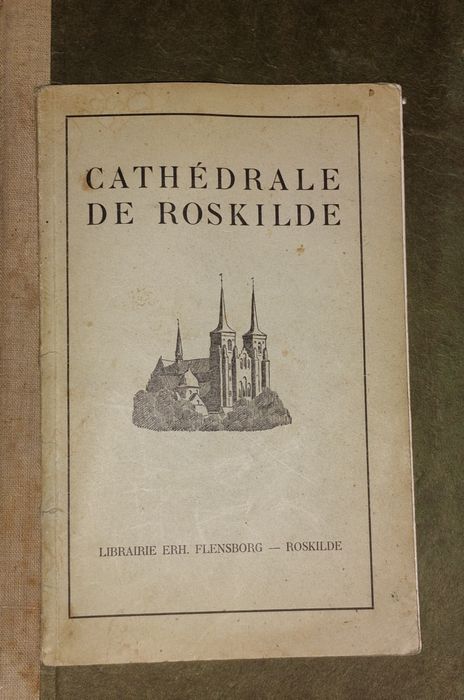 CATHÉDRALE
DE ROSKILDE
LIBRAIRIE ERH. FLENSBORG — ROSKILDE